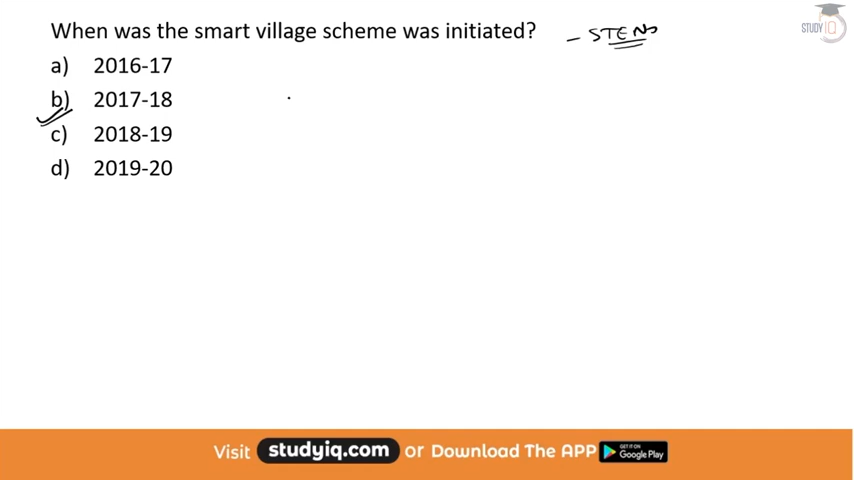 When was the smart village scheme was initiated? – STENS
a) 2016-17
b) 2017-18
c) 2018-19
d) 2019-20
STUDY IQ
Visit studyiq.com or Download The APP GET IT ON Google Play